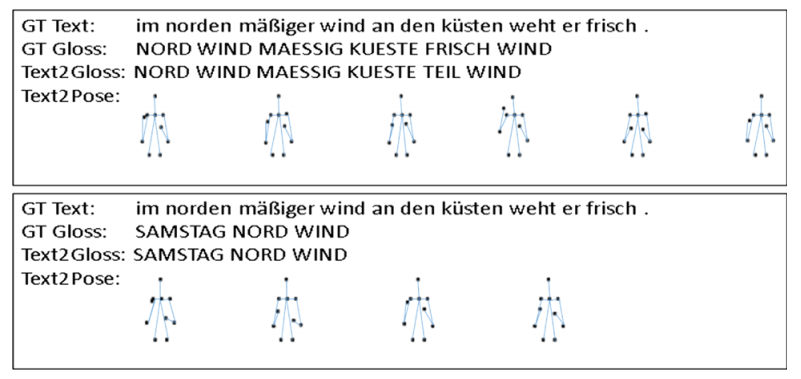 GT Text: im norden mäßiger wind an den küsten weht er frisch .
GT Gloss: NORD WIND MAESSIG KUESTE FRISCH WIND
Text2Gloss: NORD WIND MAESSIG KUESTE TEIL WIND
Text2Pose:
GT Text: im norden mäßiger wind an den küsten weht er frisch .
GT Gloss: SAMSTAG NORD WIND
Text2Gloss: SAMSTAG NORD WIND
Text2Pose: